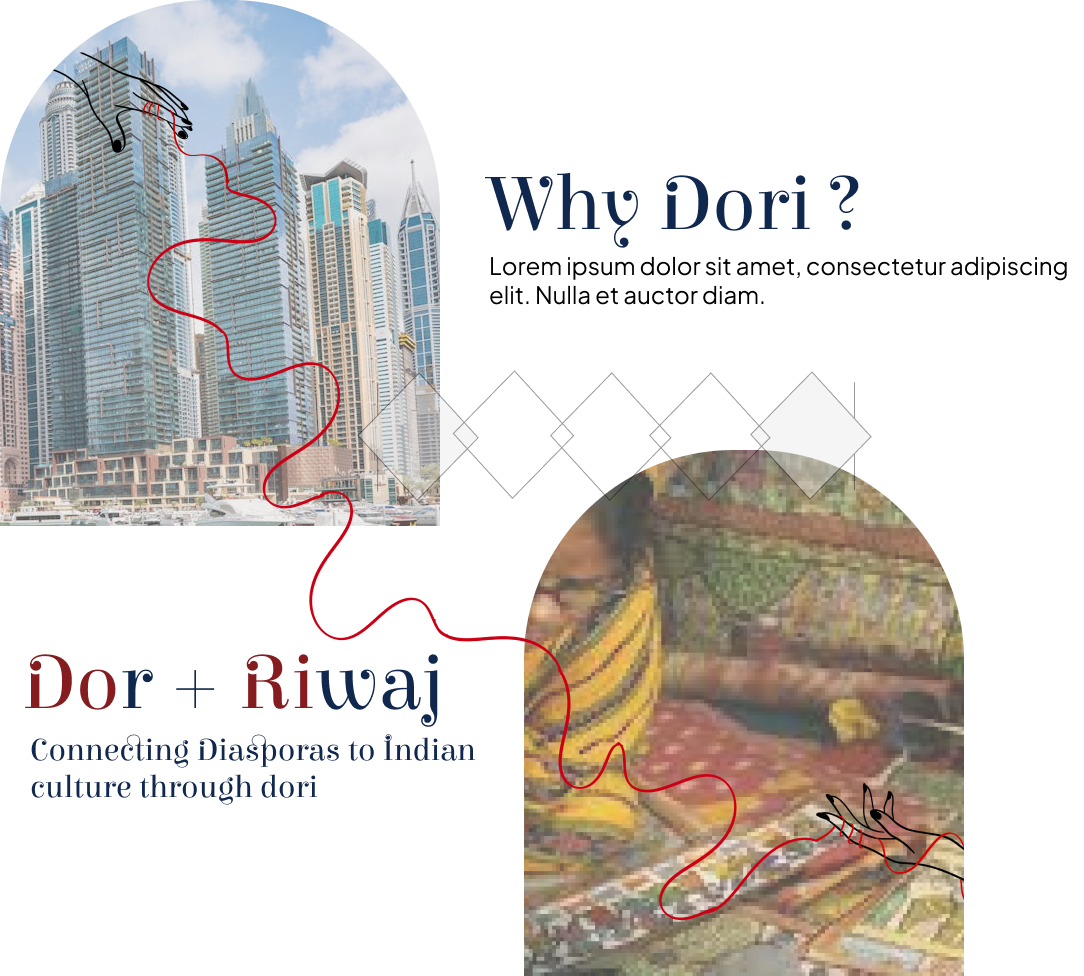 Why Dori ?
Lorem ipsum dolor sit amet, consectetur adipiscing
elit. Nulla et auctor diam.
Dor + Riwaj
Connecting Diasporas to Indian
culture through dori